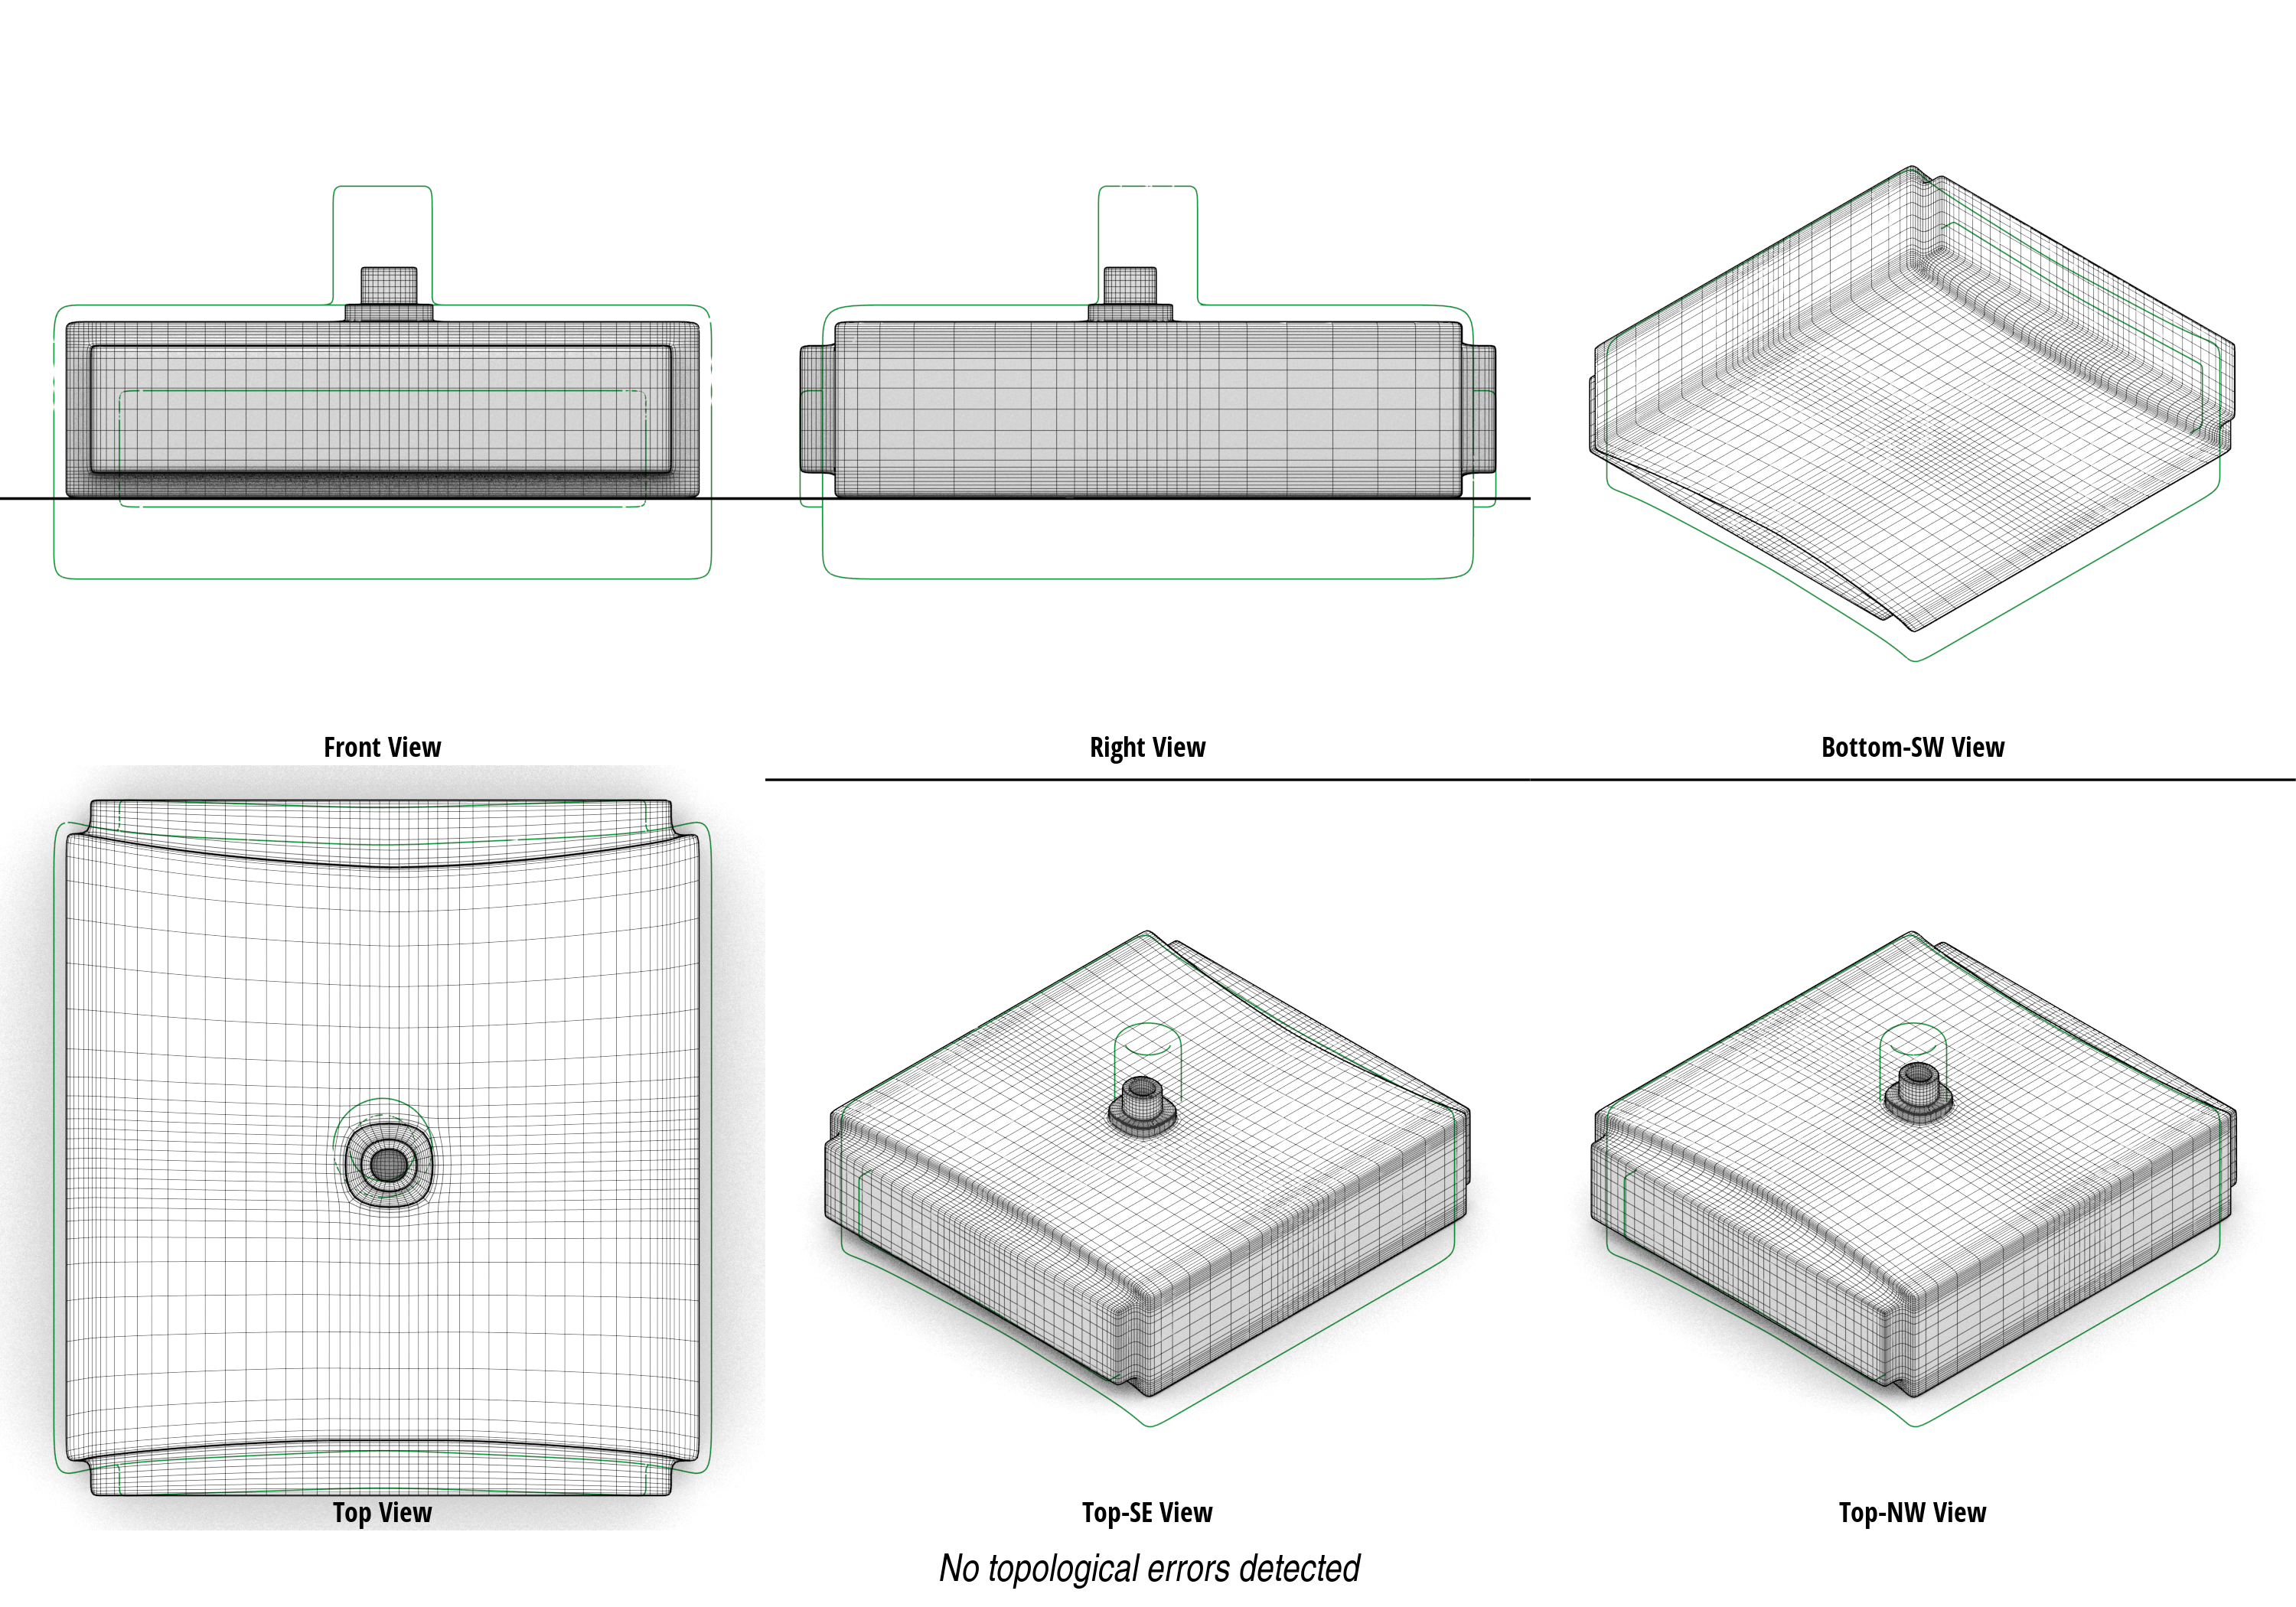 Front View
Right View
Bottom-SW View
Top View
Top-SE View
Top-NW View
No topological errors detected